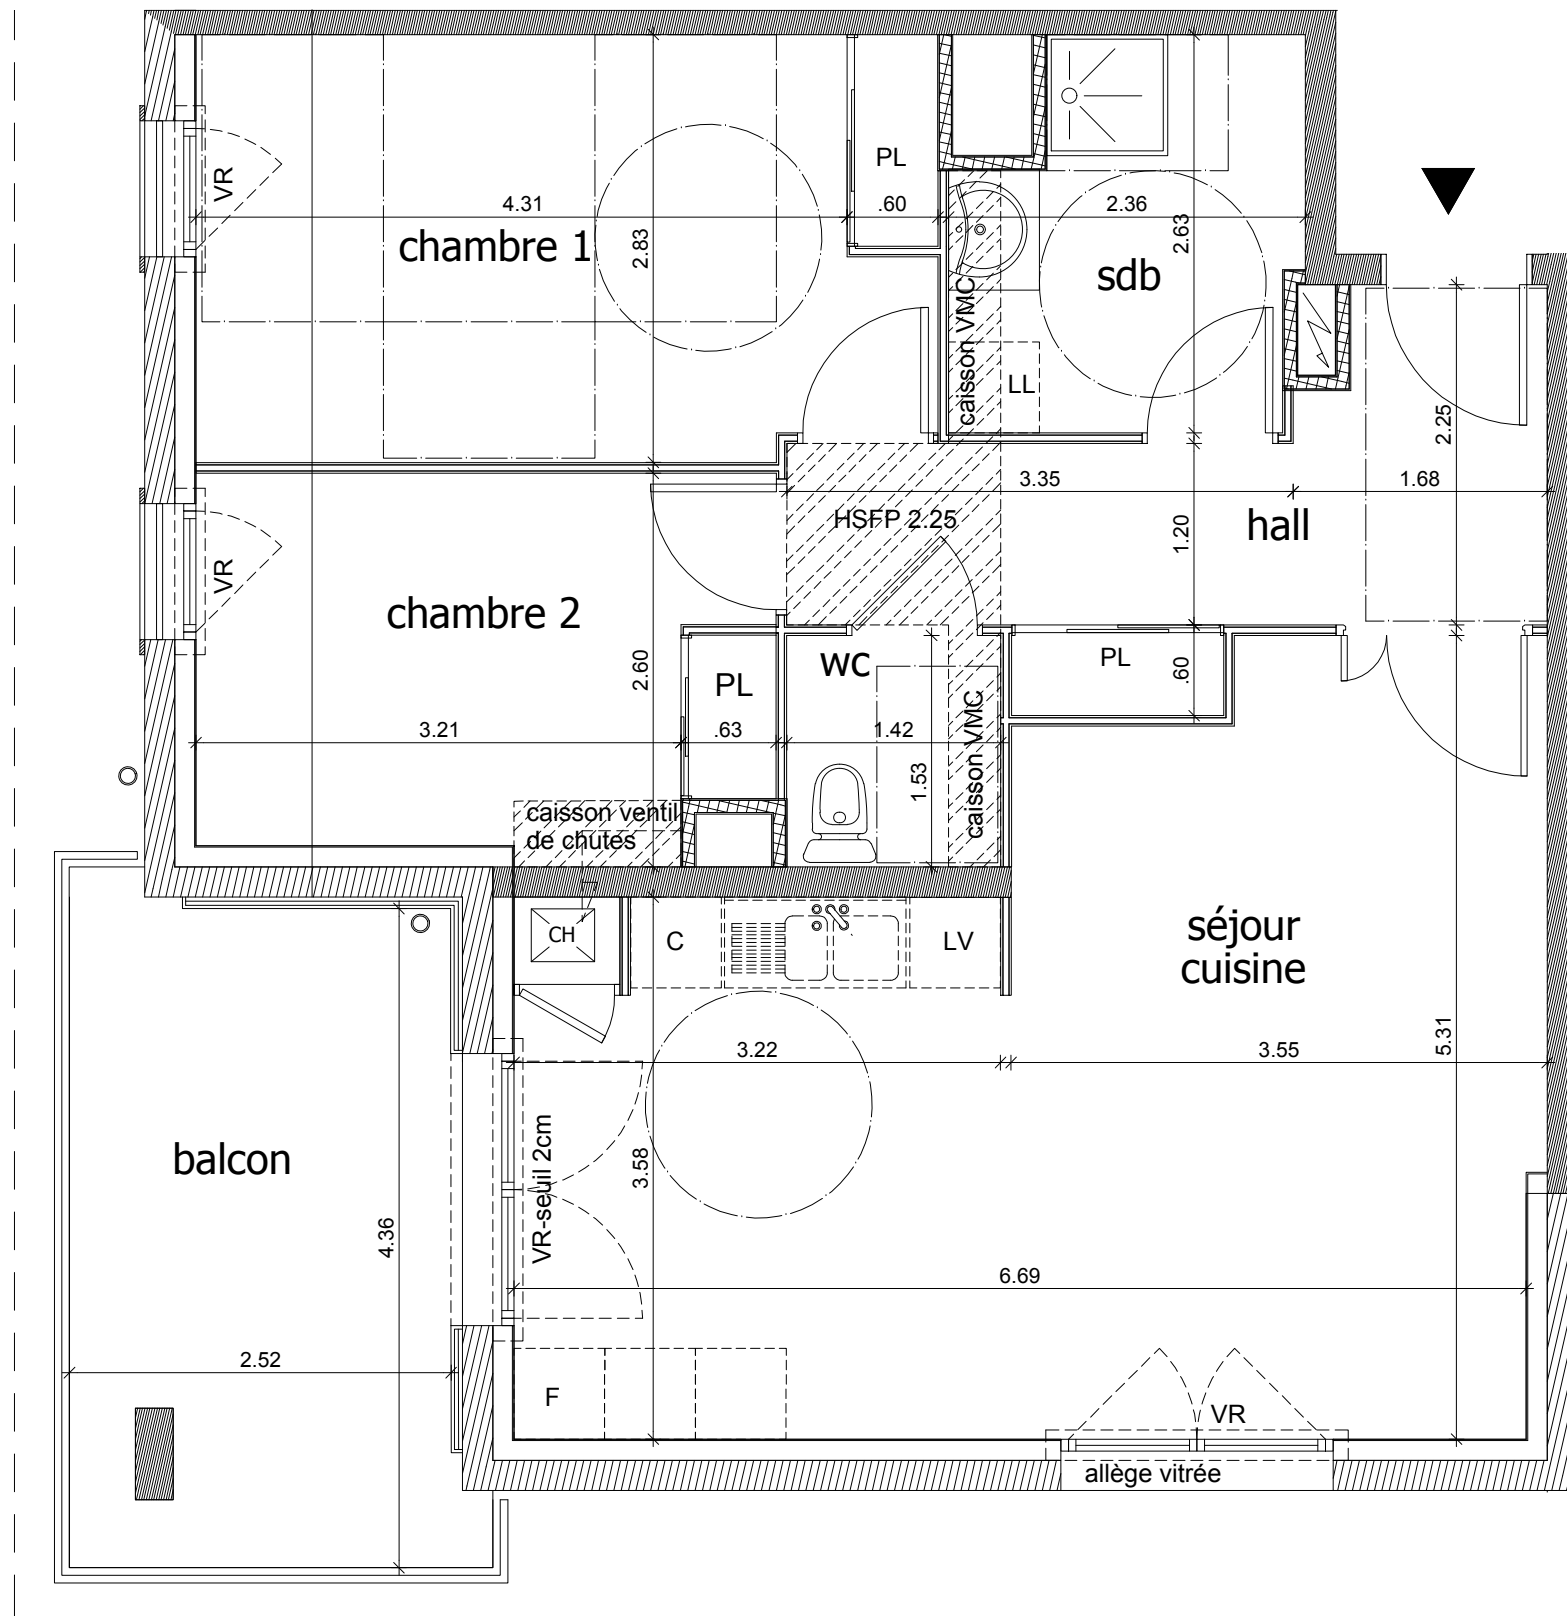 PL
VR
4.31
.60
2.36
chambre 1
2.83
2.63
sdb
caisson VMC
LL
2.25
3.35
1.68
HSFP 2.25
1.20
hall
VR
chambre 2
2.60
wc
PL
.60
PL
3.21
.63
1.42
1.53
caisson VMC
caisson ventil
de chutes
CH
C
LV
séjour
cuisine
3.22
3.55
5.31
balcon
VR-seuil 2cm
3.58
4.36
6.69
2.52
F
VR
allège vitrée